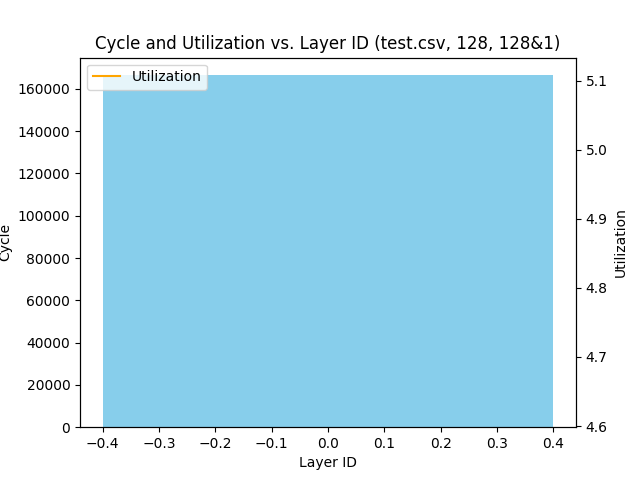 Cycle and Utilization vs. Layer ID (test.csv, 128, 128&1)
Utilization
160000
140000
120000
100000
80000
60000
40000
20000
0
Cycle
5.1
5.0
4.9
4.8
4.7
4.6
Utilization
−0.4 −0.3 −0.2 −0.1 0.0 0.1 0.2 0.3 0.4
Layer ID